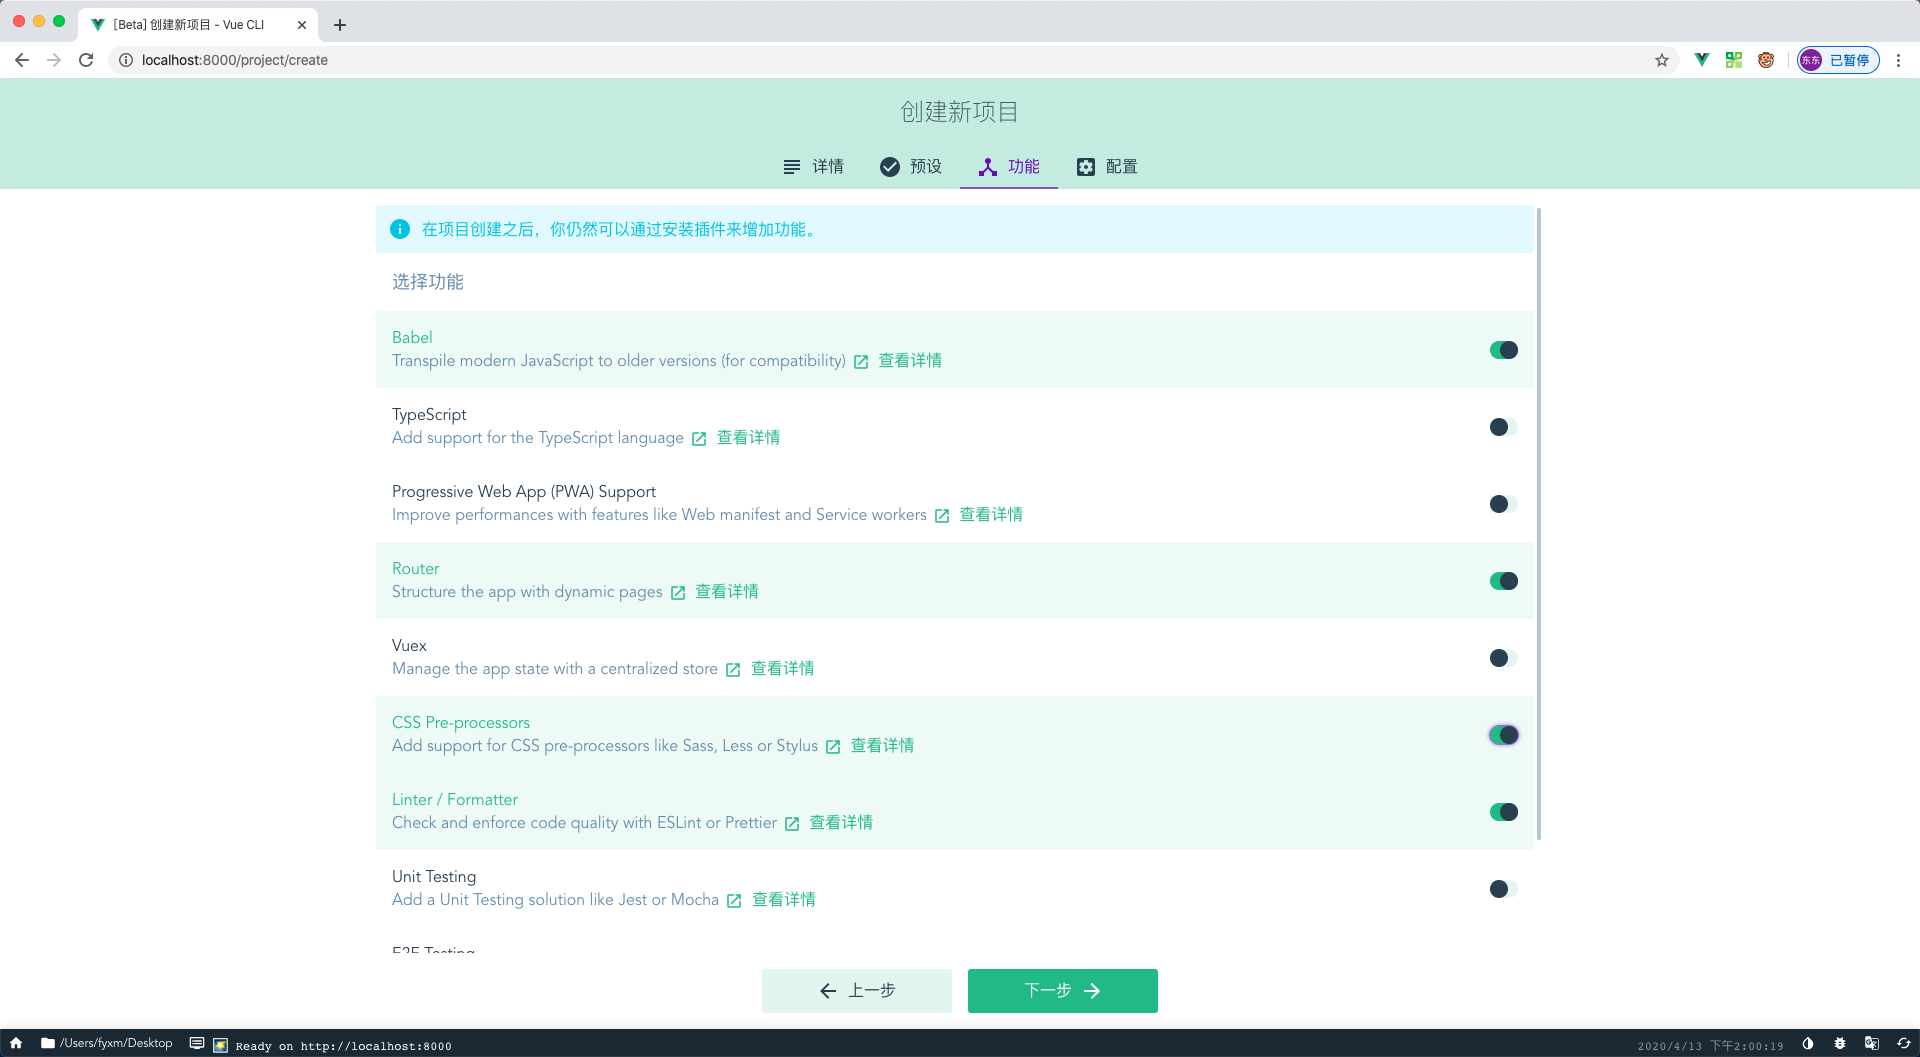 [Beta] 创建新项目 - Vue CLI
localhost:8000/project/create
东东 已暂停
创建新项目
详情 预设 功能 配置
在项目创建之后，你仍然可以通过安装插件来增加功能。
选择功能
Babel
Transpile modern JavaScript to older versions (for compatibility) 查看详情
TypeScript
Add support for the TypeScript language 查看详情
Progressive Web App (PWA) Support
Improve performances with features like Web manifest and Service workers 查看详情
Router
Structure the app with dynamic pages 查看详情
Vuex
Manage the app state with a centralized store 查看详情
CSS Pre-processors
Add support for CSS pre-processors like Sass, Less or Stylus 查看详情
Linter / Formatter
Check and enforce code quality with ESLint or Prettier 查看详情
Unit Testing
Add a Unit Testing solution like Jest or Mocha 查看详情
E2E Testing
上一步 下一步
/Users/fyxm/Desktop Ready on http://localhost:8000 2020/4/13 下午2:00:19